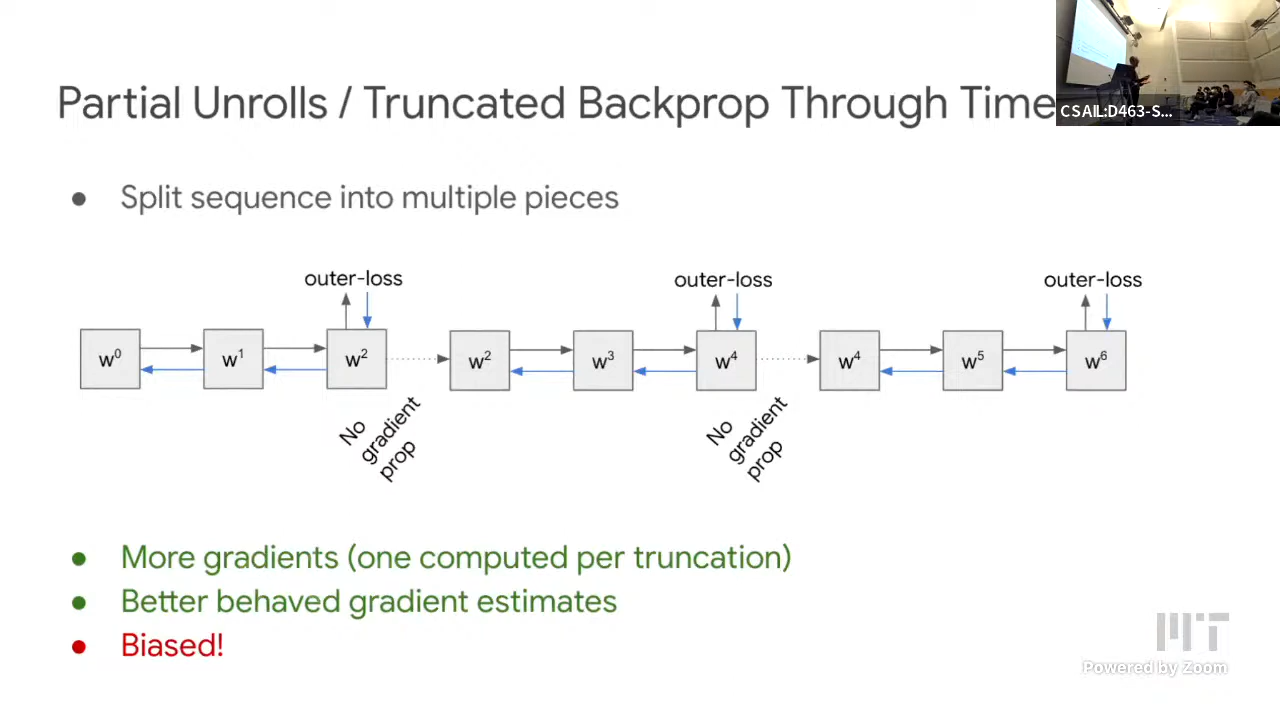 Partial Unrolls / Truncated Backprop Through Time
CSAIL:D463-S...
● Split sequence into multiple pieces
outer-loss outer-loss outer-loss
w⁰ w¹ w² w² w³ w⁴ w⁴ w⁵ w⁶
No
gradient
prop
No
gradient
prop
● More gradients (one computed per truncation)
● Better behaved gradient estimates
● Biased!
MIT
Powered by Zoom